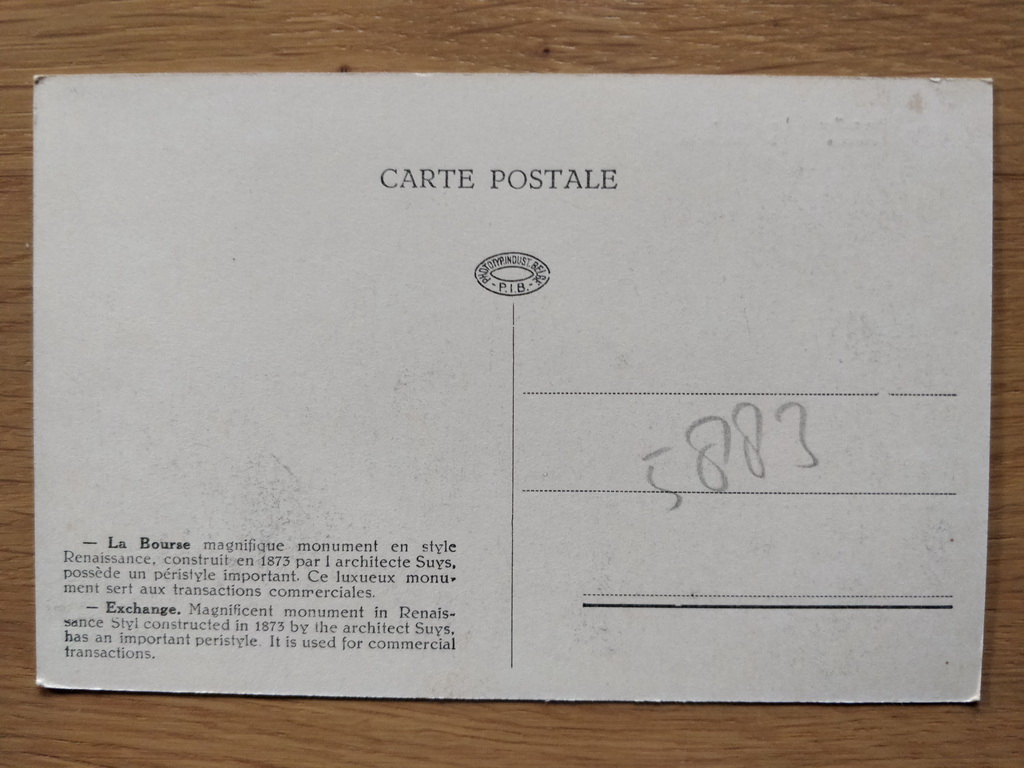 CARTE POSTALE
PHOTOTYP. INDUST. BELGE
- P.I.B. -
5883
— La Bourse magnifique monument en style
Renaissance, construit en 1873 par l architecte Suys,
possède un péristyle important. Ce luxueux monu-
ment sert aux transactions commerciales.
— Exchange. Magnificent monument in Renais-
sance Styl constructed in 1873 by the architect Suys,
has an important peristyle. It is used for commercial
transactions.